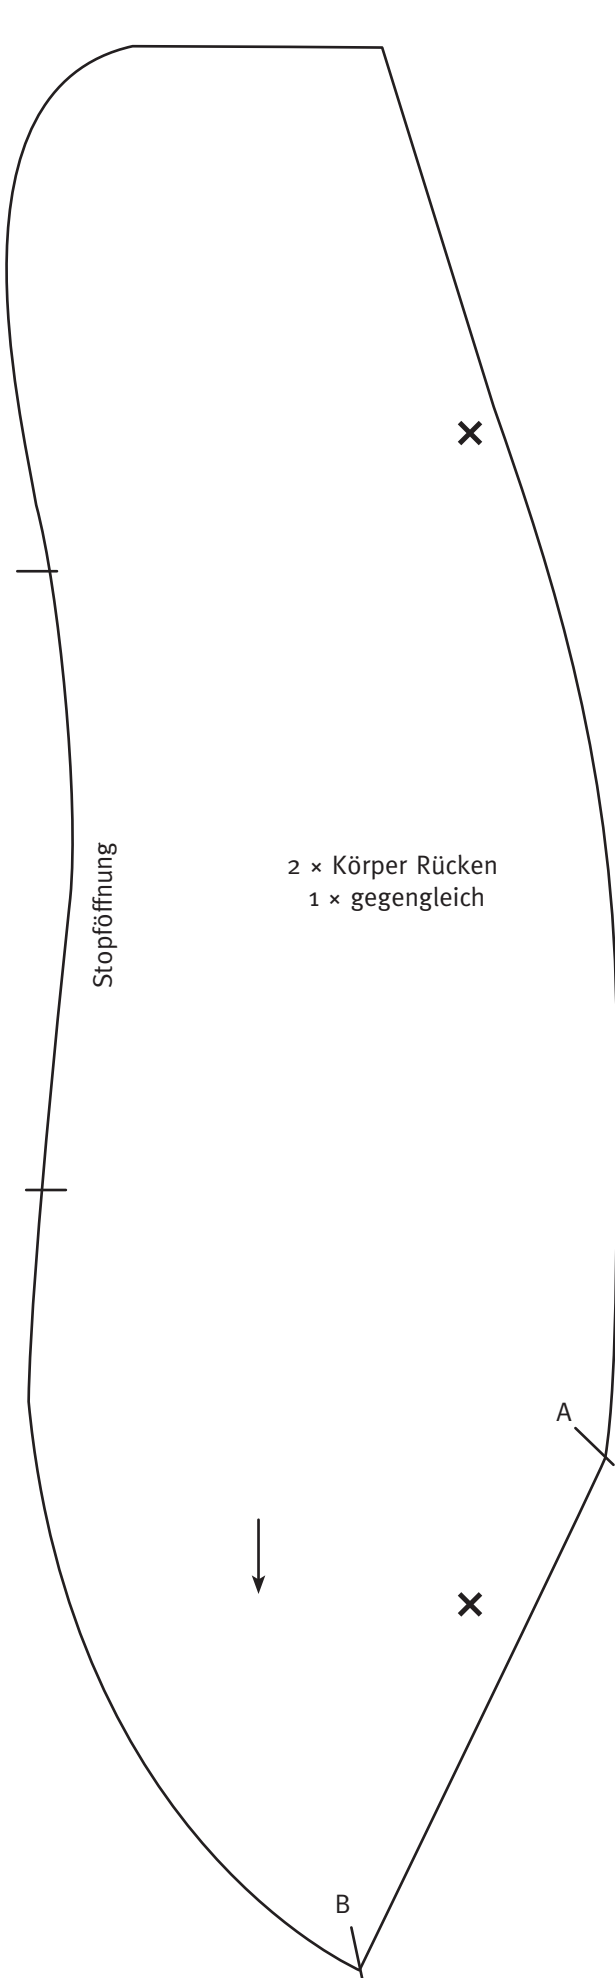 2 × Körper Rücken
1 × gegengleich
Stopföffnung
A
B